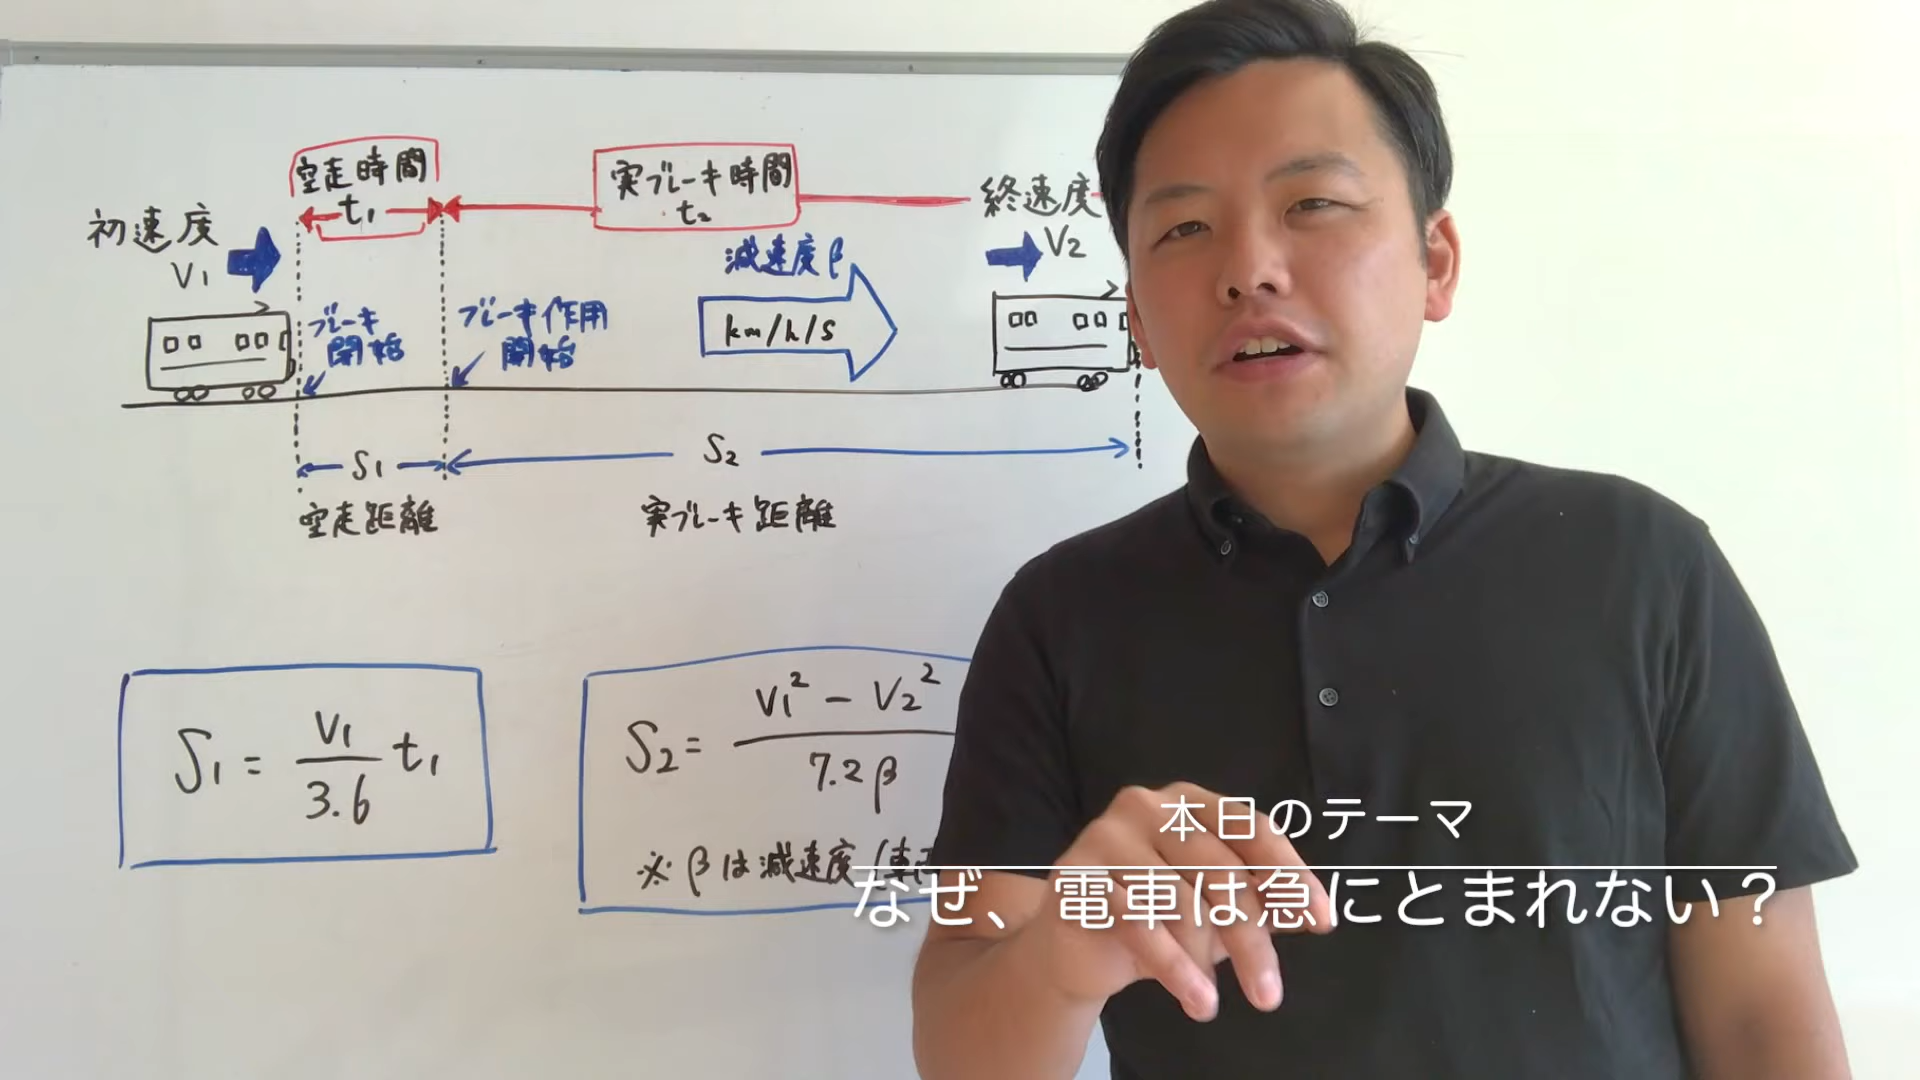 空走時間
t₁
実ブレーキ時間
t₂
初速度
V₁
終速度
V₂
減速度β
km/h/s
ブレーキ
開始
ブレーキ作用
開始
S₁
S₂
空走距離
実ブレーキ距離
S₁ = V₁/3.6 t₁
S₂ = V₁² - V₂²/7.2β
※βは減速度
本日のテーマ
なぜ、電車は急にとまれない？